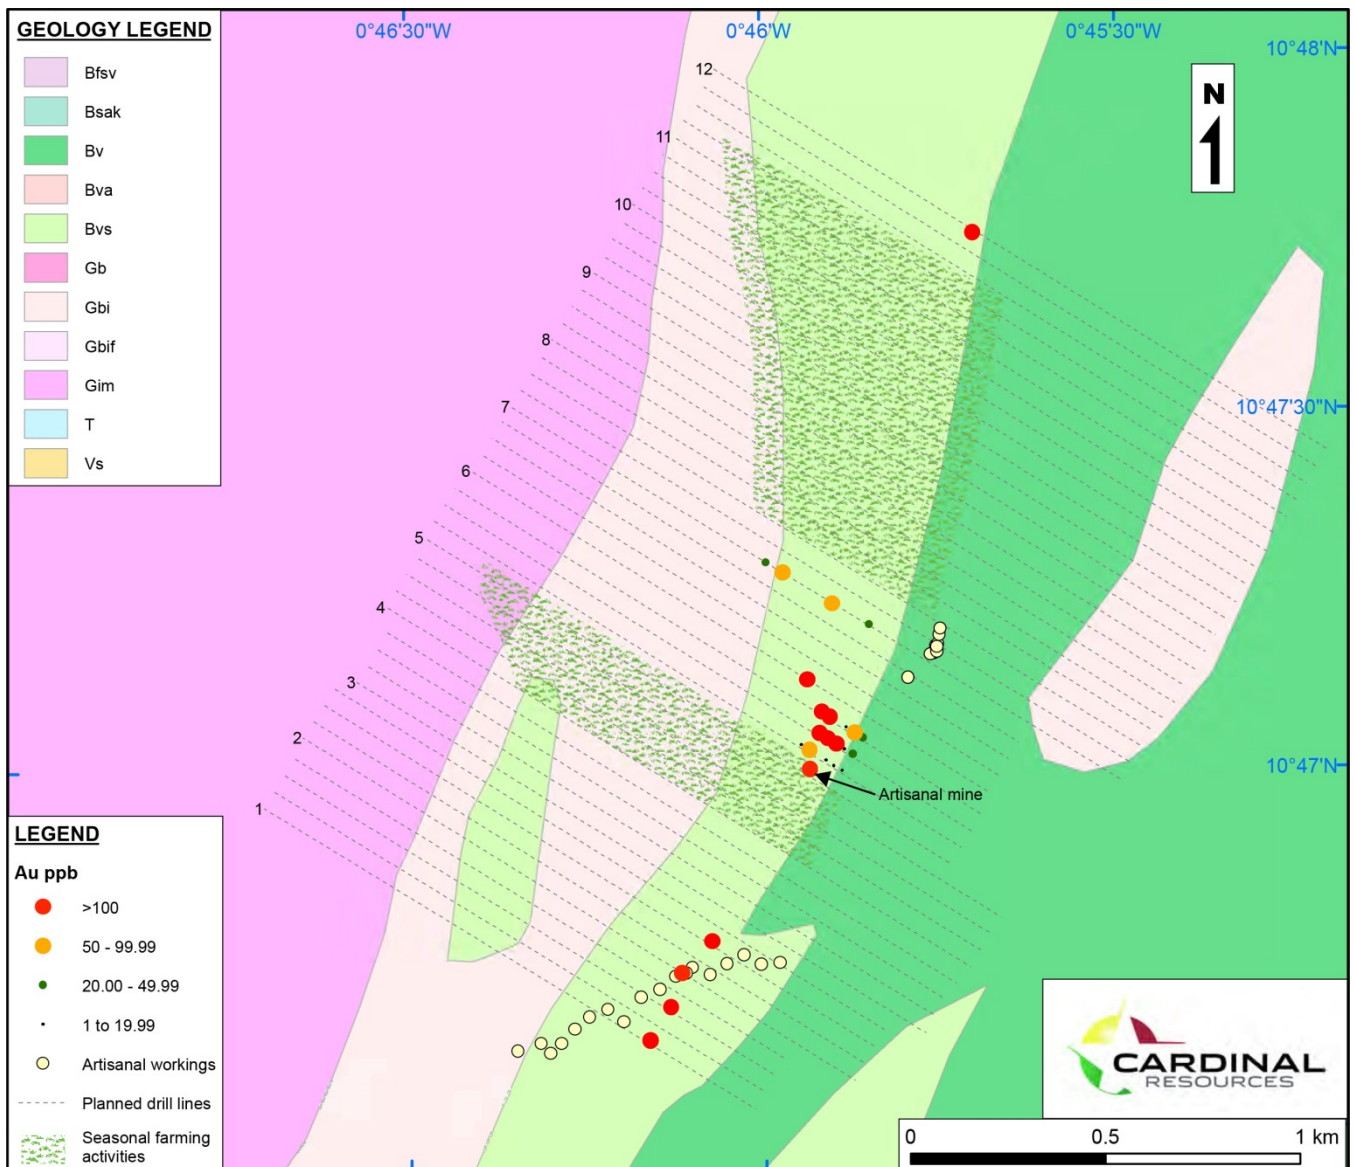 GEOLOGY LEGEND
Bfsv
Bsak
Bv
Bva
Bvs
Gb
Gbi
Gbif
Gim
T
Vs
0°46'30"W
0°46'W
0°45'30"W
10°48'N
N
12
11
10
9
8
7
10°47'30"N
6
5
4
3
2
10°47'N
1
Artisanal mine
LEGEND
Au ppb
>100
50 - 99.99
20.00 - 49.99
1 to 19.99
Artisanal workings
Planned drill lines
Seasonal farming
activities
CARDINAL
RESOURCES
0 0.5 1 km